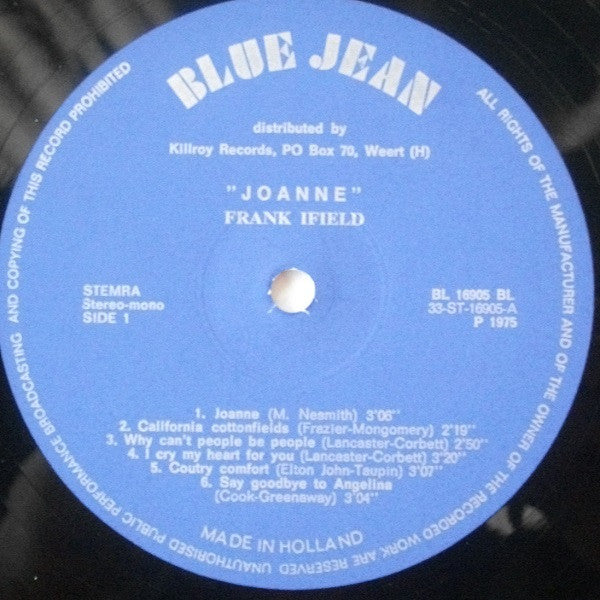 BLUE JEAN
distributed by
Killroy Records, PO Box 70, Weert (H)
"JOANNE"
FRANK IFIELD
STEMRA
Stereo-mono
SIDE 1
BL 16905 BL
33-ST-16905-A
P 1975
1. Joanne (M. Nesmith) 3'06"
2. California cottonfields (Frazier-Mongomery) 2'19"
3. Why can't people be people (Lancaster-Corbett) 2'50"
4. I cry my heart for you (Lancaster-Corbett) 3'20"
5. Coutry comfort (Elton John-Taupin) 3'07"
6. Say goodbye to Angelina
(Cook-Greensway) 3'04"
MADE IN HOLLAND
ALL RIGHTS OF THE MANUFACTURER AND OF THE OWNER OF THE RECORDED WORK ARE RESERVED UNAUTHORISED PUBLIC PERFORMANCE BROADCASTING AND COPYING OF THIS RECORD PROHIBITED